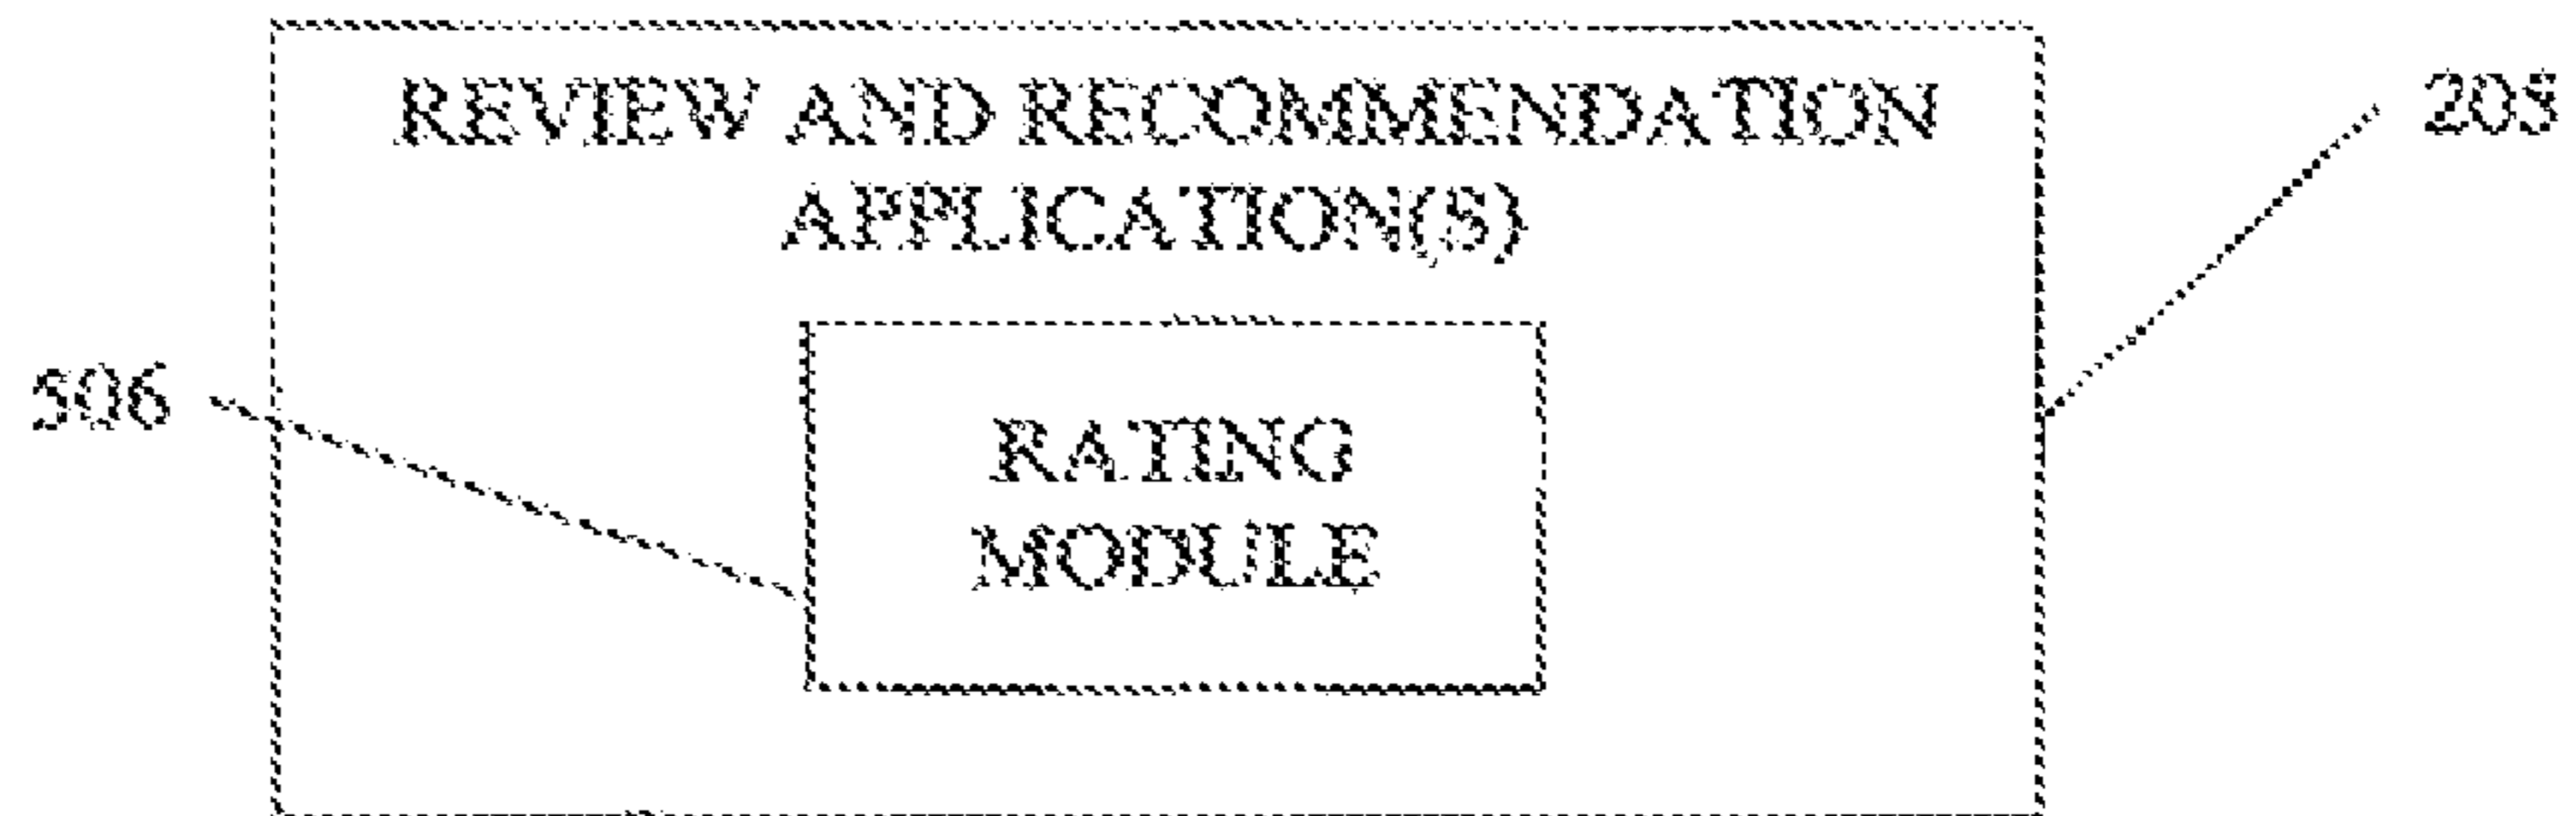 REVIEW AND RECOMMENDATION
APPLICATION(S)
205
506
RATING
MODULE